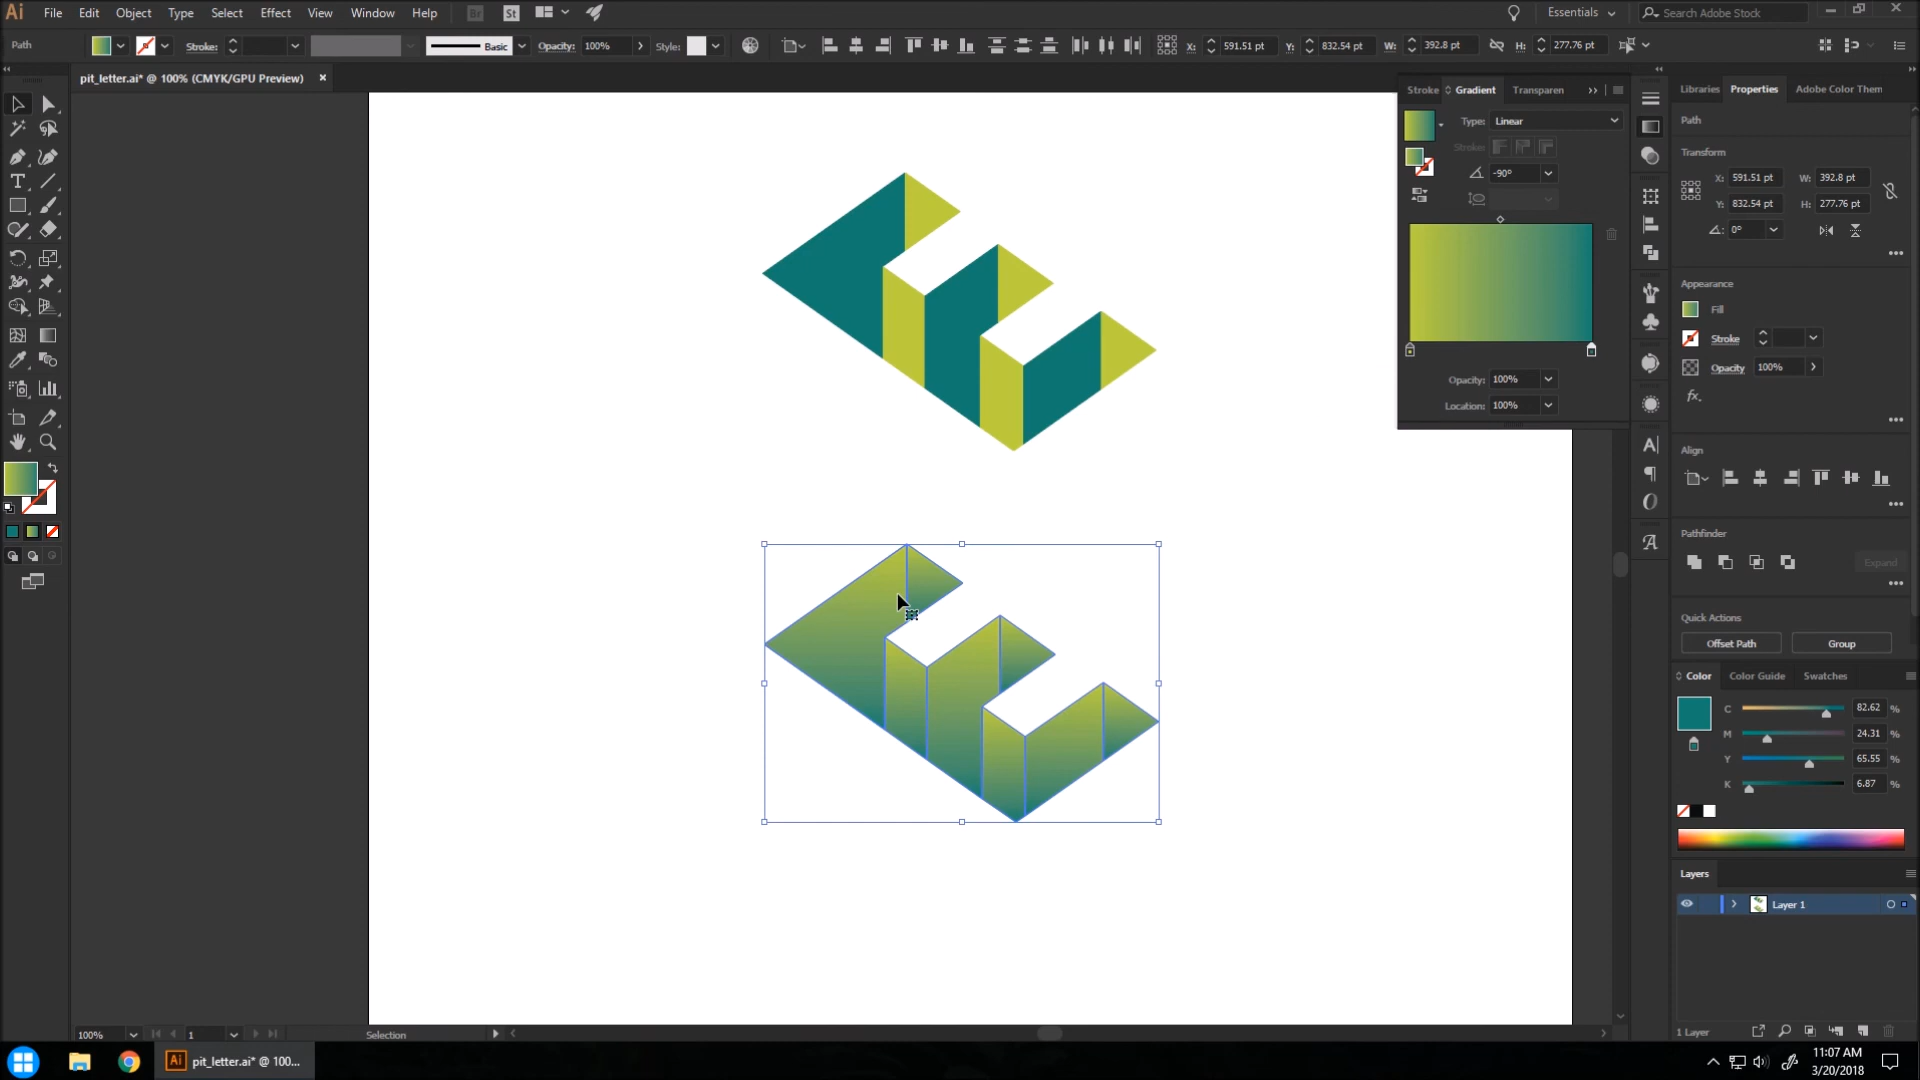 Ai File Edit Object Type Select Effect View Window Help Br St Essentials Search Adobe Stock
Path Stroke: Basic Opacity: 100% Style: X: 591.51 pt Y: 832.54 pt W: 392.8 pt H: 277.76 pt
pit_letter.ai* @ 100% (CMYK/GPU Preview)
Stroke Gradient Transparen
Type: Linear
Stroke:
-90°
Opacity: 100%
Location: 100%
Libraries Properties Adobe Color Them
Path
Transform
X: 591.51 pt W: 392.8 pt
Y: 832.54 pt H: 277.76 pt
0°
Appearance
Fill
Stroke
Opacity 100%
fx.
Align
Pathfinder
Expand
Quick Actions
Offset Path Group
Color Color Guide Swatches
C 82.62 %
M 24.31 %
Y 65.55 %
K 6.87 %
Layers
Layer 1
1 Layer
100% 1 Selection
Ai pit_letter.ai* @ 100...
11:07 AM
3/20/2018